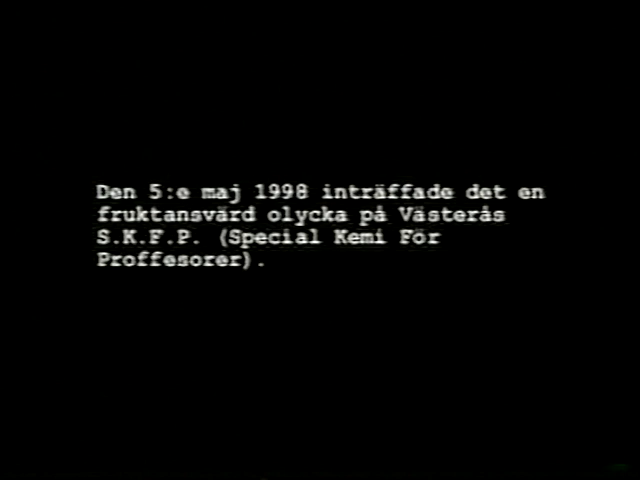 Den 5:e maj 1998 inträffade det en
fruktansvärd olycka på Västerås
S.K.F.P. (Special Kemi För
Proffesorer).